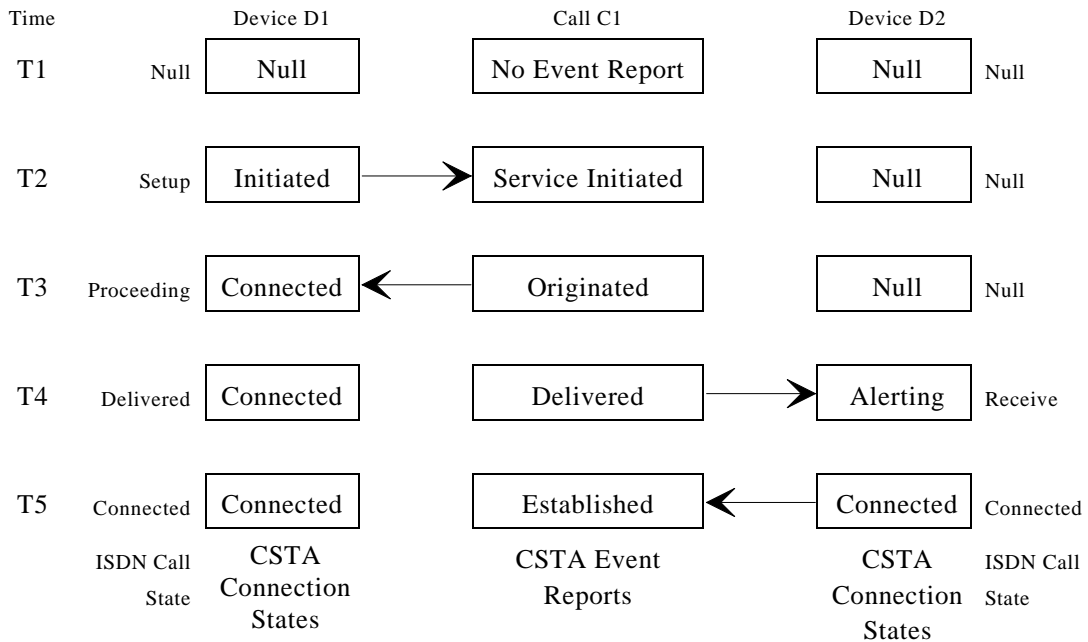 Time Device D1 Call C1 Device D2
T1 Null Null No Event Report Null Null
T2 Setup Initiated Service Initiated Null Null
T3 Proceeding Connected Originated Null Null
T4 Delivered Connected Delivered Alerting Receive
T5 Connected Connected Established Connected Connected
ISDN Call
State
CSTA
Connection
States
CSTA Event
Reports
CSTA
Connection
States
ISDN Call
State